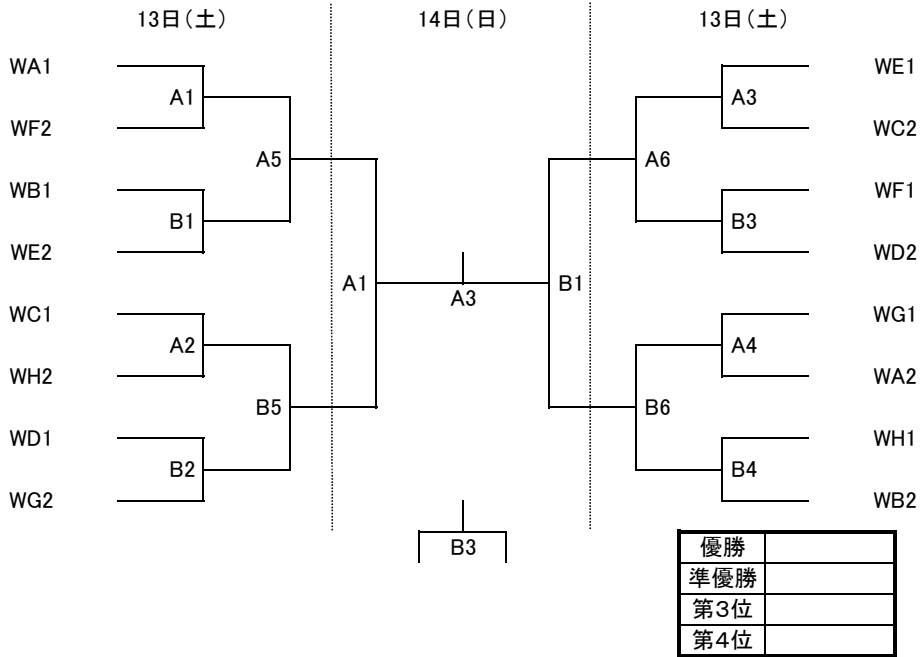 13日(土) 14日(日) 13日(土)
WA1 WE1
A1 A3
WF2 WC2
A5 A6
WB1 WF1
B1 B3
WE2 WD2
A1 A3 B1
WC1 WG1
A2 A4
WH2 WA2
B5 B6
WD1 WH1
B2 B4
WG2 WB2
B3
優勝
準優勝
第3位
第4位